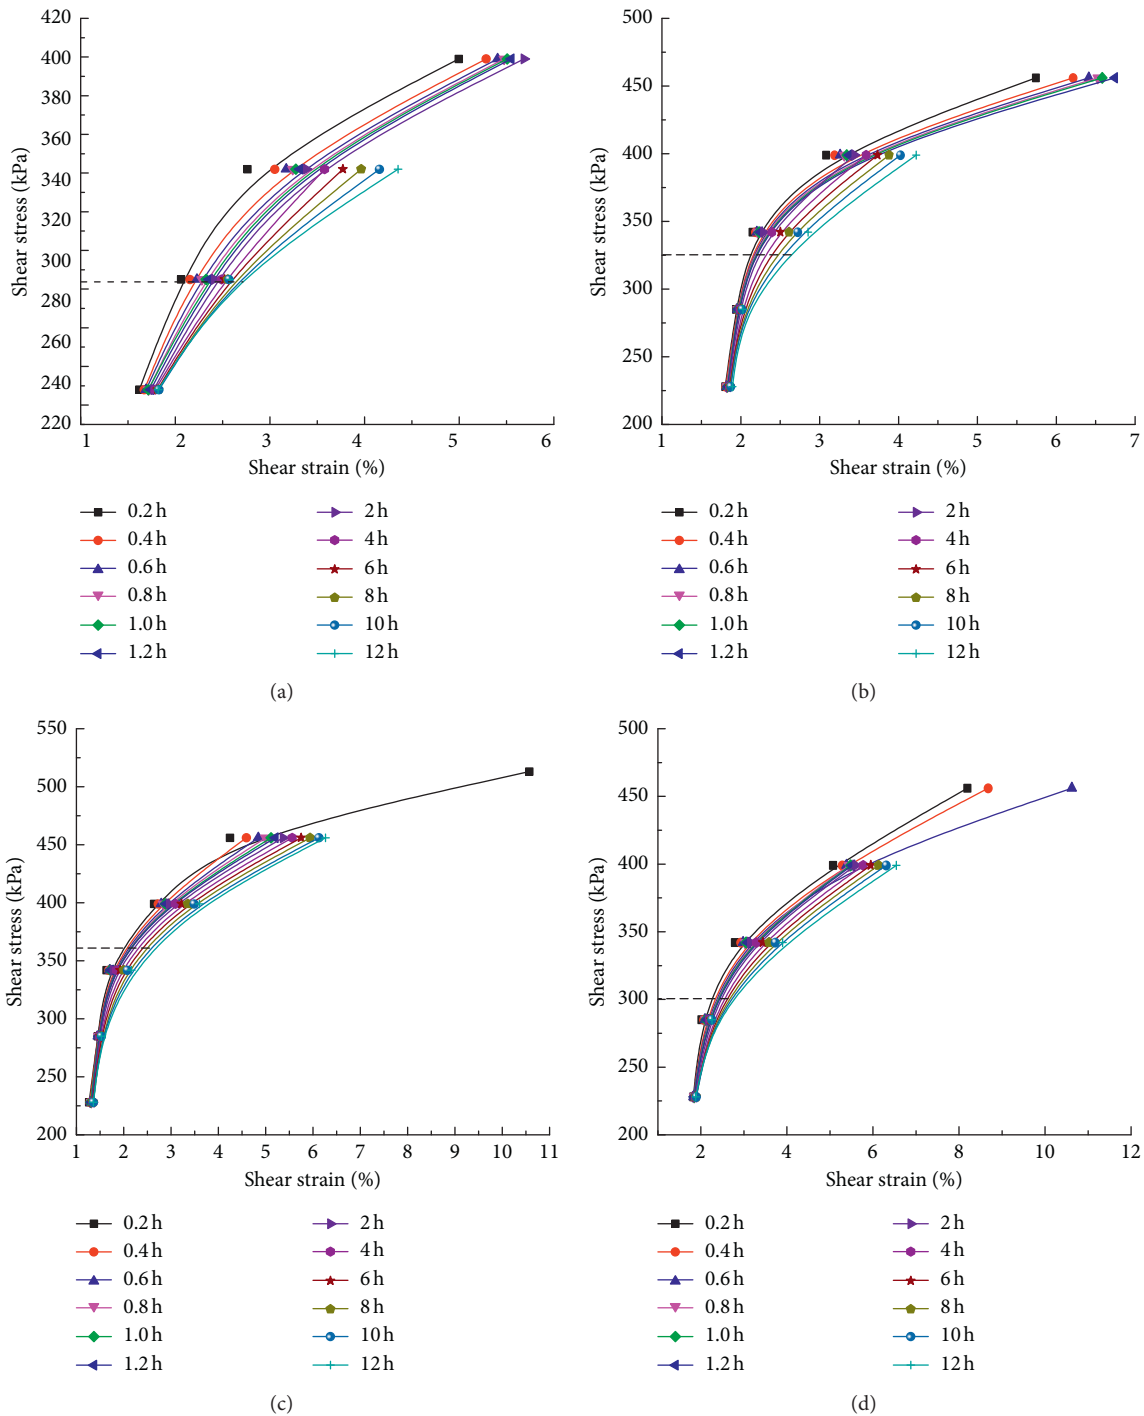 420
400
380
360
340
320
300
280
260
240
220
Shear stress (kPa)
1 2 3 4 5 6
Shear strain (%)
0.2 h 2 h
0.4 h 4 h
0.6 h 6 h
0.8 h 8 h
1.0 h 10 h
1.2 h 12 h
(a)
500
450
400
350
300
250
200
Shear stress (kPa)
1 2 3 4 5 6 7
Shear strain (%)
0.2 h 2 h
0.4 h 4 h
0.6 h 6 h
0.8 h 8 h
1.0 h 10 h
1.2 h 12 h
(b)
550
500
450
400
350
300
250
200
Shear stress (kPa)
1 2 3 4 5 6 7 8 9 10 11
Shear strain (%)
0.2 h 2 h
0.4 h 4 h
0.6 h 6 h
0.8 h 8 h
1.0 h 10 h
1.2 h 12 h
(c)
500
450
400
350
300
250
200
Shear stress (kPa)
2 4 6 8 10 12
Shear strain (%)
0.2 h 2 h
0.4 h 4 h
0.6 h 6 h
0.8 h 8 h
1.0 h 10 h
1.2 h 12 h
(d)